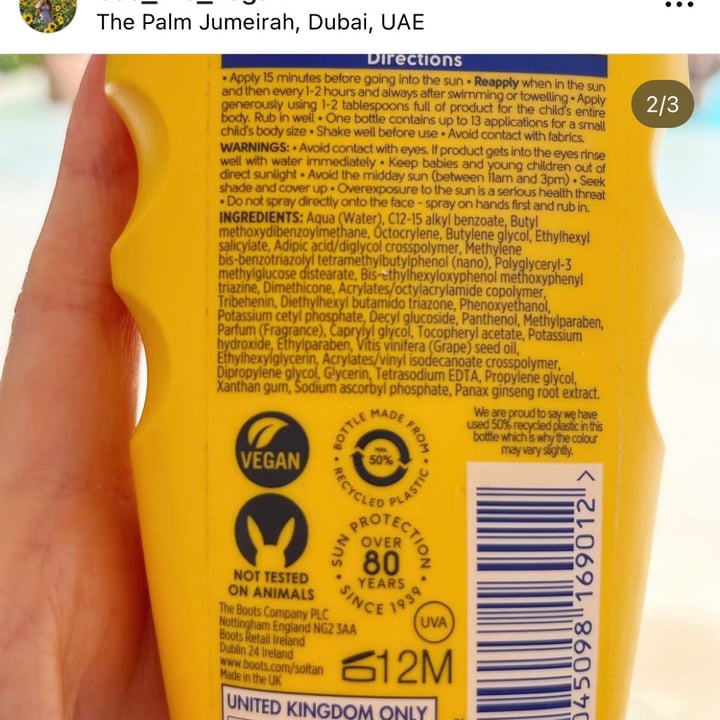 The Palm Jumeirah, Dubai, UAE
2/3
Directions
• Apply 15 minutes before going into the sun • Reapply when in the sun
and then every 1-2 hours and always after swimming or towelling • Apply
generously using 1-2 tablespoons full of product for the child's entire
body. Rub in well • One bottle contains up to 13 applications for a small
child's body size • Shake well before use • Avoid contact with fabrics.
WARNINGS: • Avoid contact with eyes. If product gets into the eyes rinse
well with water immediately • Keep babies and young children out of
direct sunlight • Avoid the midday sun (between 11am and 3pm) • Seek
shade and cover up • Overexposure to the sun is a serious health threat
• Do not spray directly onto the face - spray on hands first and rub in.
INGREDIENTS: Aqua (Water), C12-15 alkyl benzoate, Butyl
methoxydibenzoylmethane, Octocrylene, Butylene glycol, Ethylhexyl
salicylate, Adipic acid/diglycol crosspolymer, Methylene
bis-benzotriazolyl tetramethylbutylphenol (nano), Polyglyceryl-3
methylglucose distearate, Bis-ethylhexyloxyphenol methoxyphenyl
triazine, Dimethicone, Acrylates/octylacrylamide copolymer,
Tribehenin, Diethylhexyl butamido triazone, Phenoxyethanol,
Potassium cetyl phosphate, Decyl glucoside, Panthenol, Methylparaben,
Parfum (Fragrance), Caprylyl glycol, Tocopheryl acetate, Potassium
hydroxide, Ethylparaben, Vitis vinifera (Grape) seed oil,
Ethylhexylglycerin, Acrylates/vinyl isodecanoate crosspolymer,
Dipropylene glycol, Glycerin, Tetrasodium EDTA, Propylene glycol,
Xanthan gum, Sodium ascorbyl phosphate, Panax ginseng root extract.
VEGAN
• BOTTLE MADE FROM •
50%
RECYCLED PLASTIC
We are proud to say we have
used 50% recycled plastic in this
bottle which is why the colour
may vary slightly.
NOT TESTED
ON ANIMALS
• SUN PROTECTION •
OVER
80
YEARS
SINCE 1939
The Boots Company PLC
Nottingham England NG2 3AA
Boots Retail Ireland
Dublin 24 Ireland
www.boots.com/soltan
Made in the UK
UVA
12M
UNITED KINGDOM ONLY
045098 169012 >